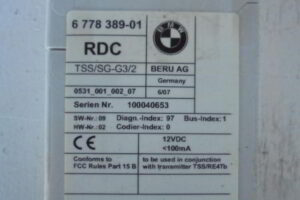 6 778 389-01
BMW
RDC
TSS/SG-G3/2
BERU AG
Germany
0531_001_002_07
6/07
Serien Nr. 100040653
SW-Nr.: 09 Diagn.-Index: 97 Bus-Index: 1
HW-Nr.: 02 Codier-Index: 0
CE
12VDC
<100mA
Conforms to
FCC Rules Part 15 B
to be used in conjunction
with transmitter TSS/RE4Tb